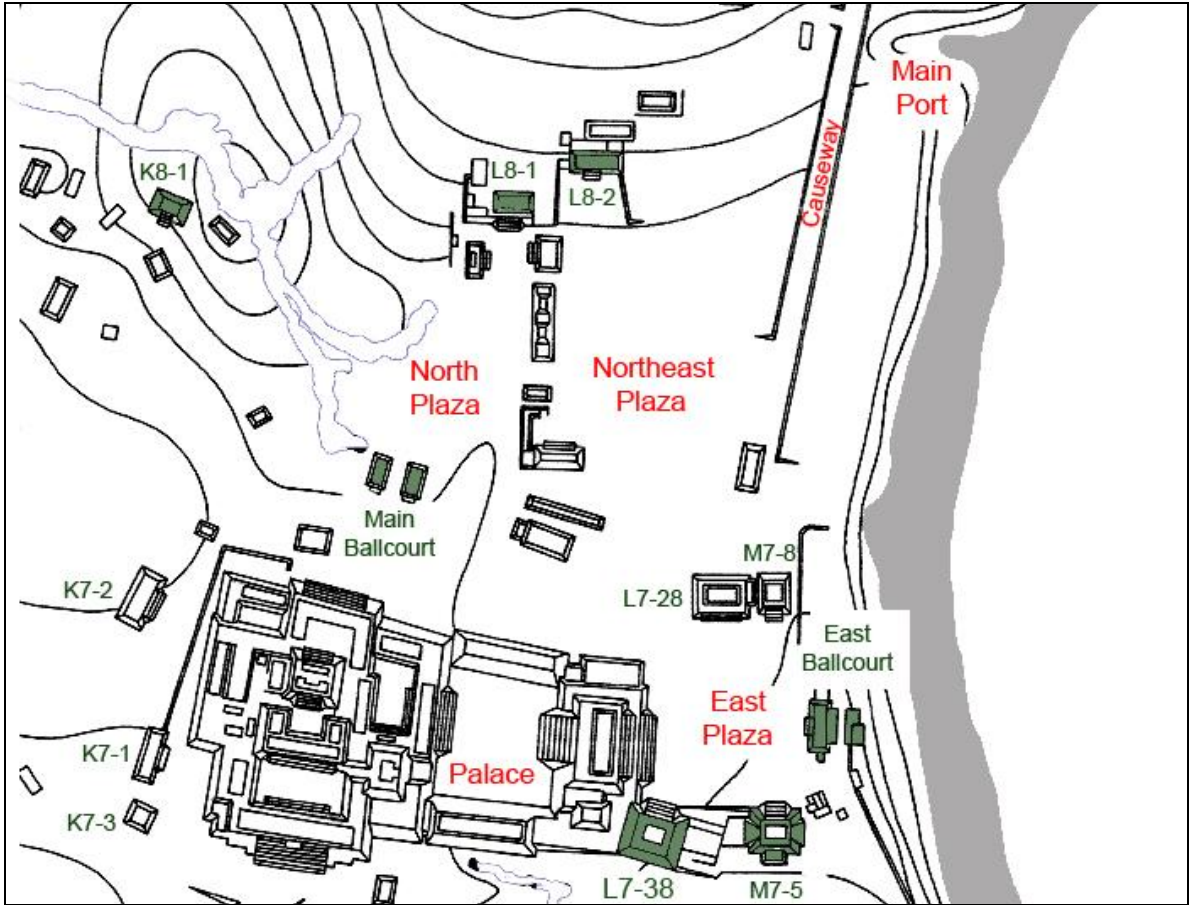 Main
Port
Causeway
K8-1
L8-1
L8-2
North
Plaza
Northeast
Plaza
Main
Ballcourt
M7-8
K7-2
L7-28
East
Ballcourt
East
Plaza
K7-1
Palace
K7-3
L7-38
M7-5